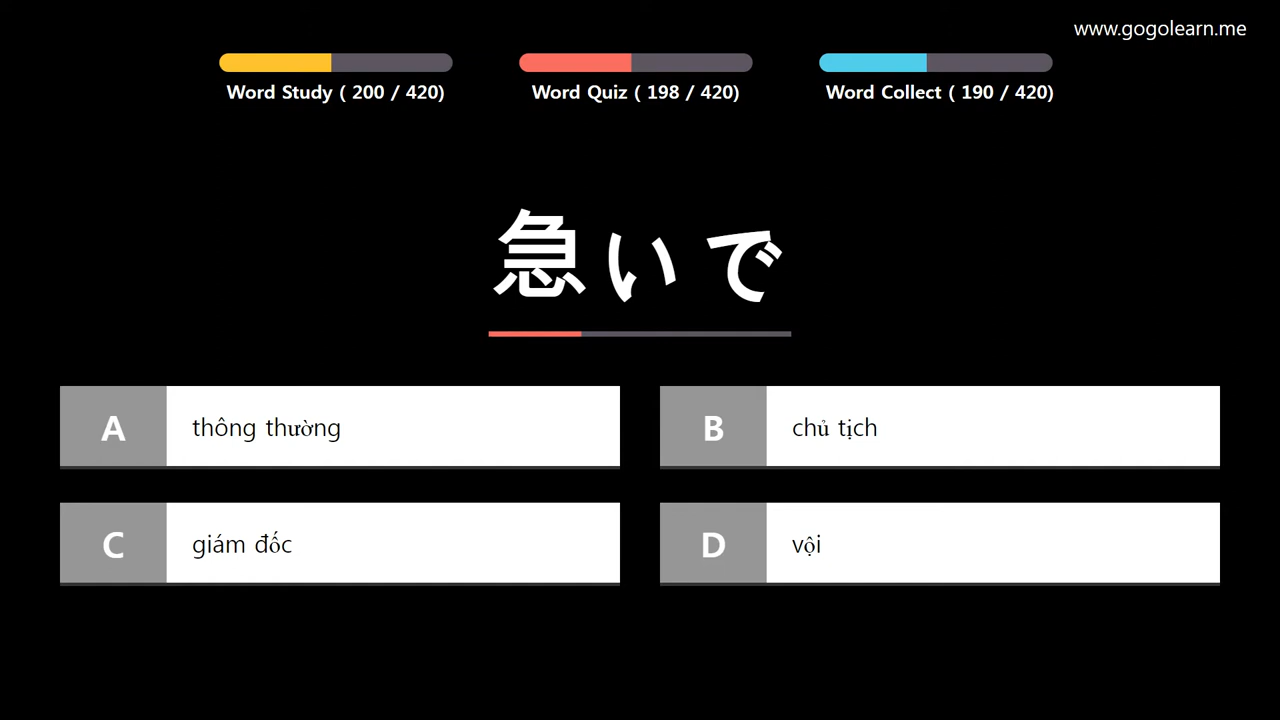 www.gogolearn.me
Word Study ( 200 / 420)
Word Quiz ( 198 / 420)
Word Collect ( 190 / 420)
急いで
A thông thường
B chủ tịch
C giám đốc
D vội